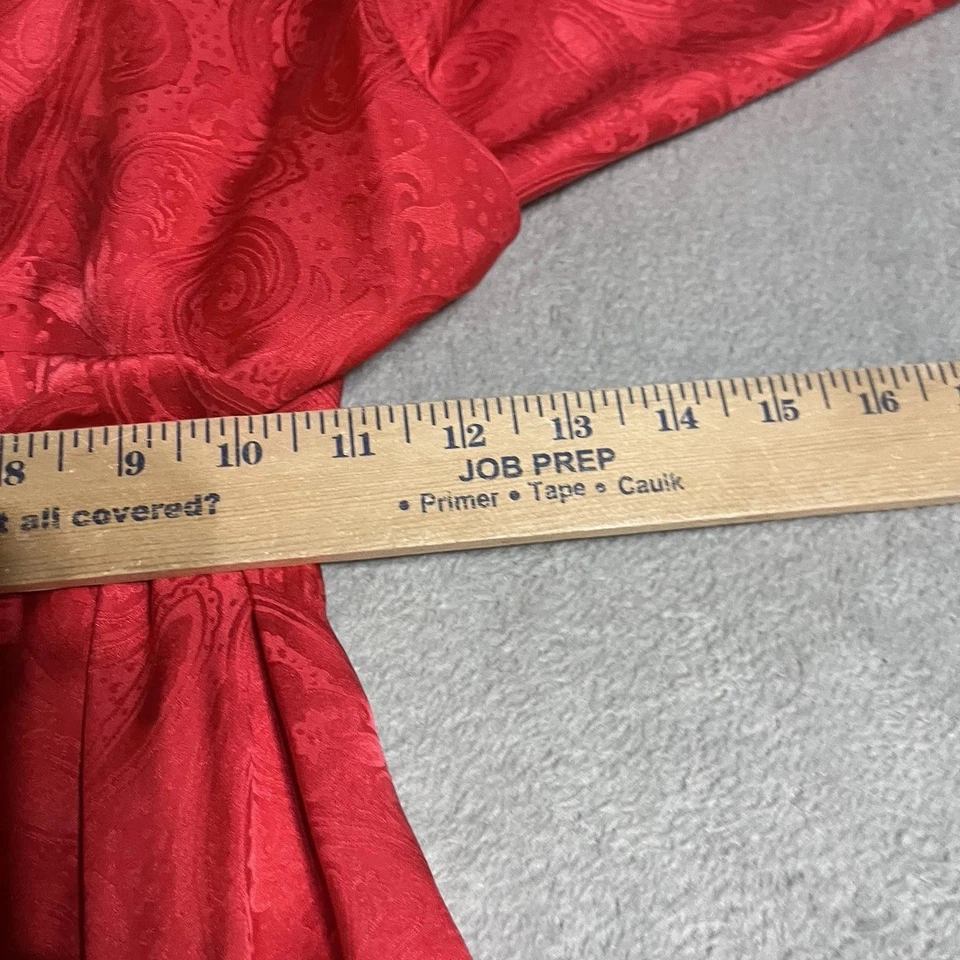 8 9 10 11 12 13 14 15 16
JOB PREP
all covered? • Primer • Tape • Caulk